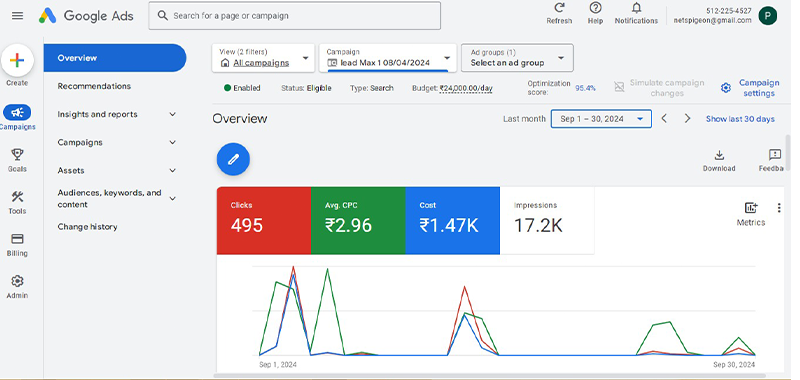 Google Ads
Search for a page or campaign
Refresh
Help
Notifications
512-225-4527
netspigeon@gmail.com
P
Create
Campaigns
Goals
Tools
Billing
Admin
Overview
Recommendations
Insights and reports
Campaigns
Assets
Audiences, keywords, and
content
Change history
View (2 filters)
All campaigns
Campaign
lead Max 1 08/04/2024
Ad groups (1)
Select an ad group
Enabled
Status: Eligible
Type: Search
Budget: ₹24,000.00/day
Optimization
score:
95.4%
Simulate campaign
changes
Campaign
settings
Overview
Last month
Sep 1 – 30, 2024
Show last 30 days
Download
Feedba
Clicks
495
Avg. CPC
₹2.96
Cost
₹1.47K
Impressions
17.2K
Metrics
Sep 1, 2024
Sep 30, 2024